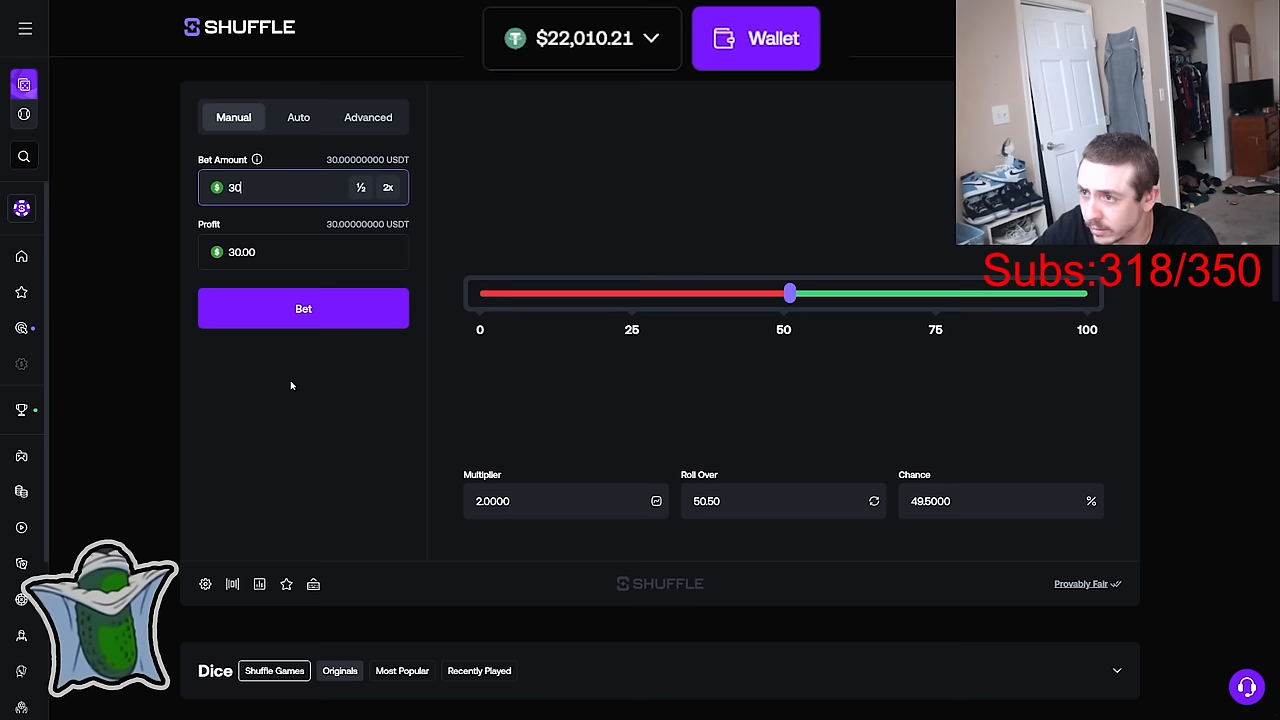 SHUFFLE
$22,010.21
Wallet
Manual
Auto
Advanced
Bet Amount
30.00000000 USDT
30
½
2x
Profit
30.00000000 USDT
30.00
Bet
Subs:318/350
0
25
50
75
100
Multiplier
Roll Over
Chance
2.0000
50.50
49.5000
%
SHUFFLE
Provably Fair
Dice
Shuffle Games
Originals
Most Popular
Recently Played